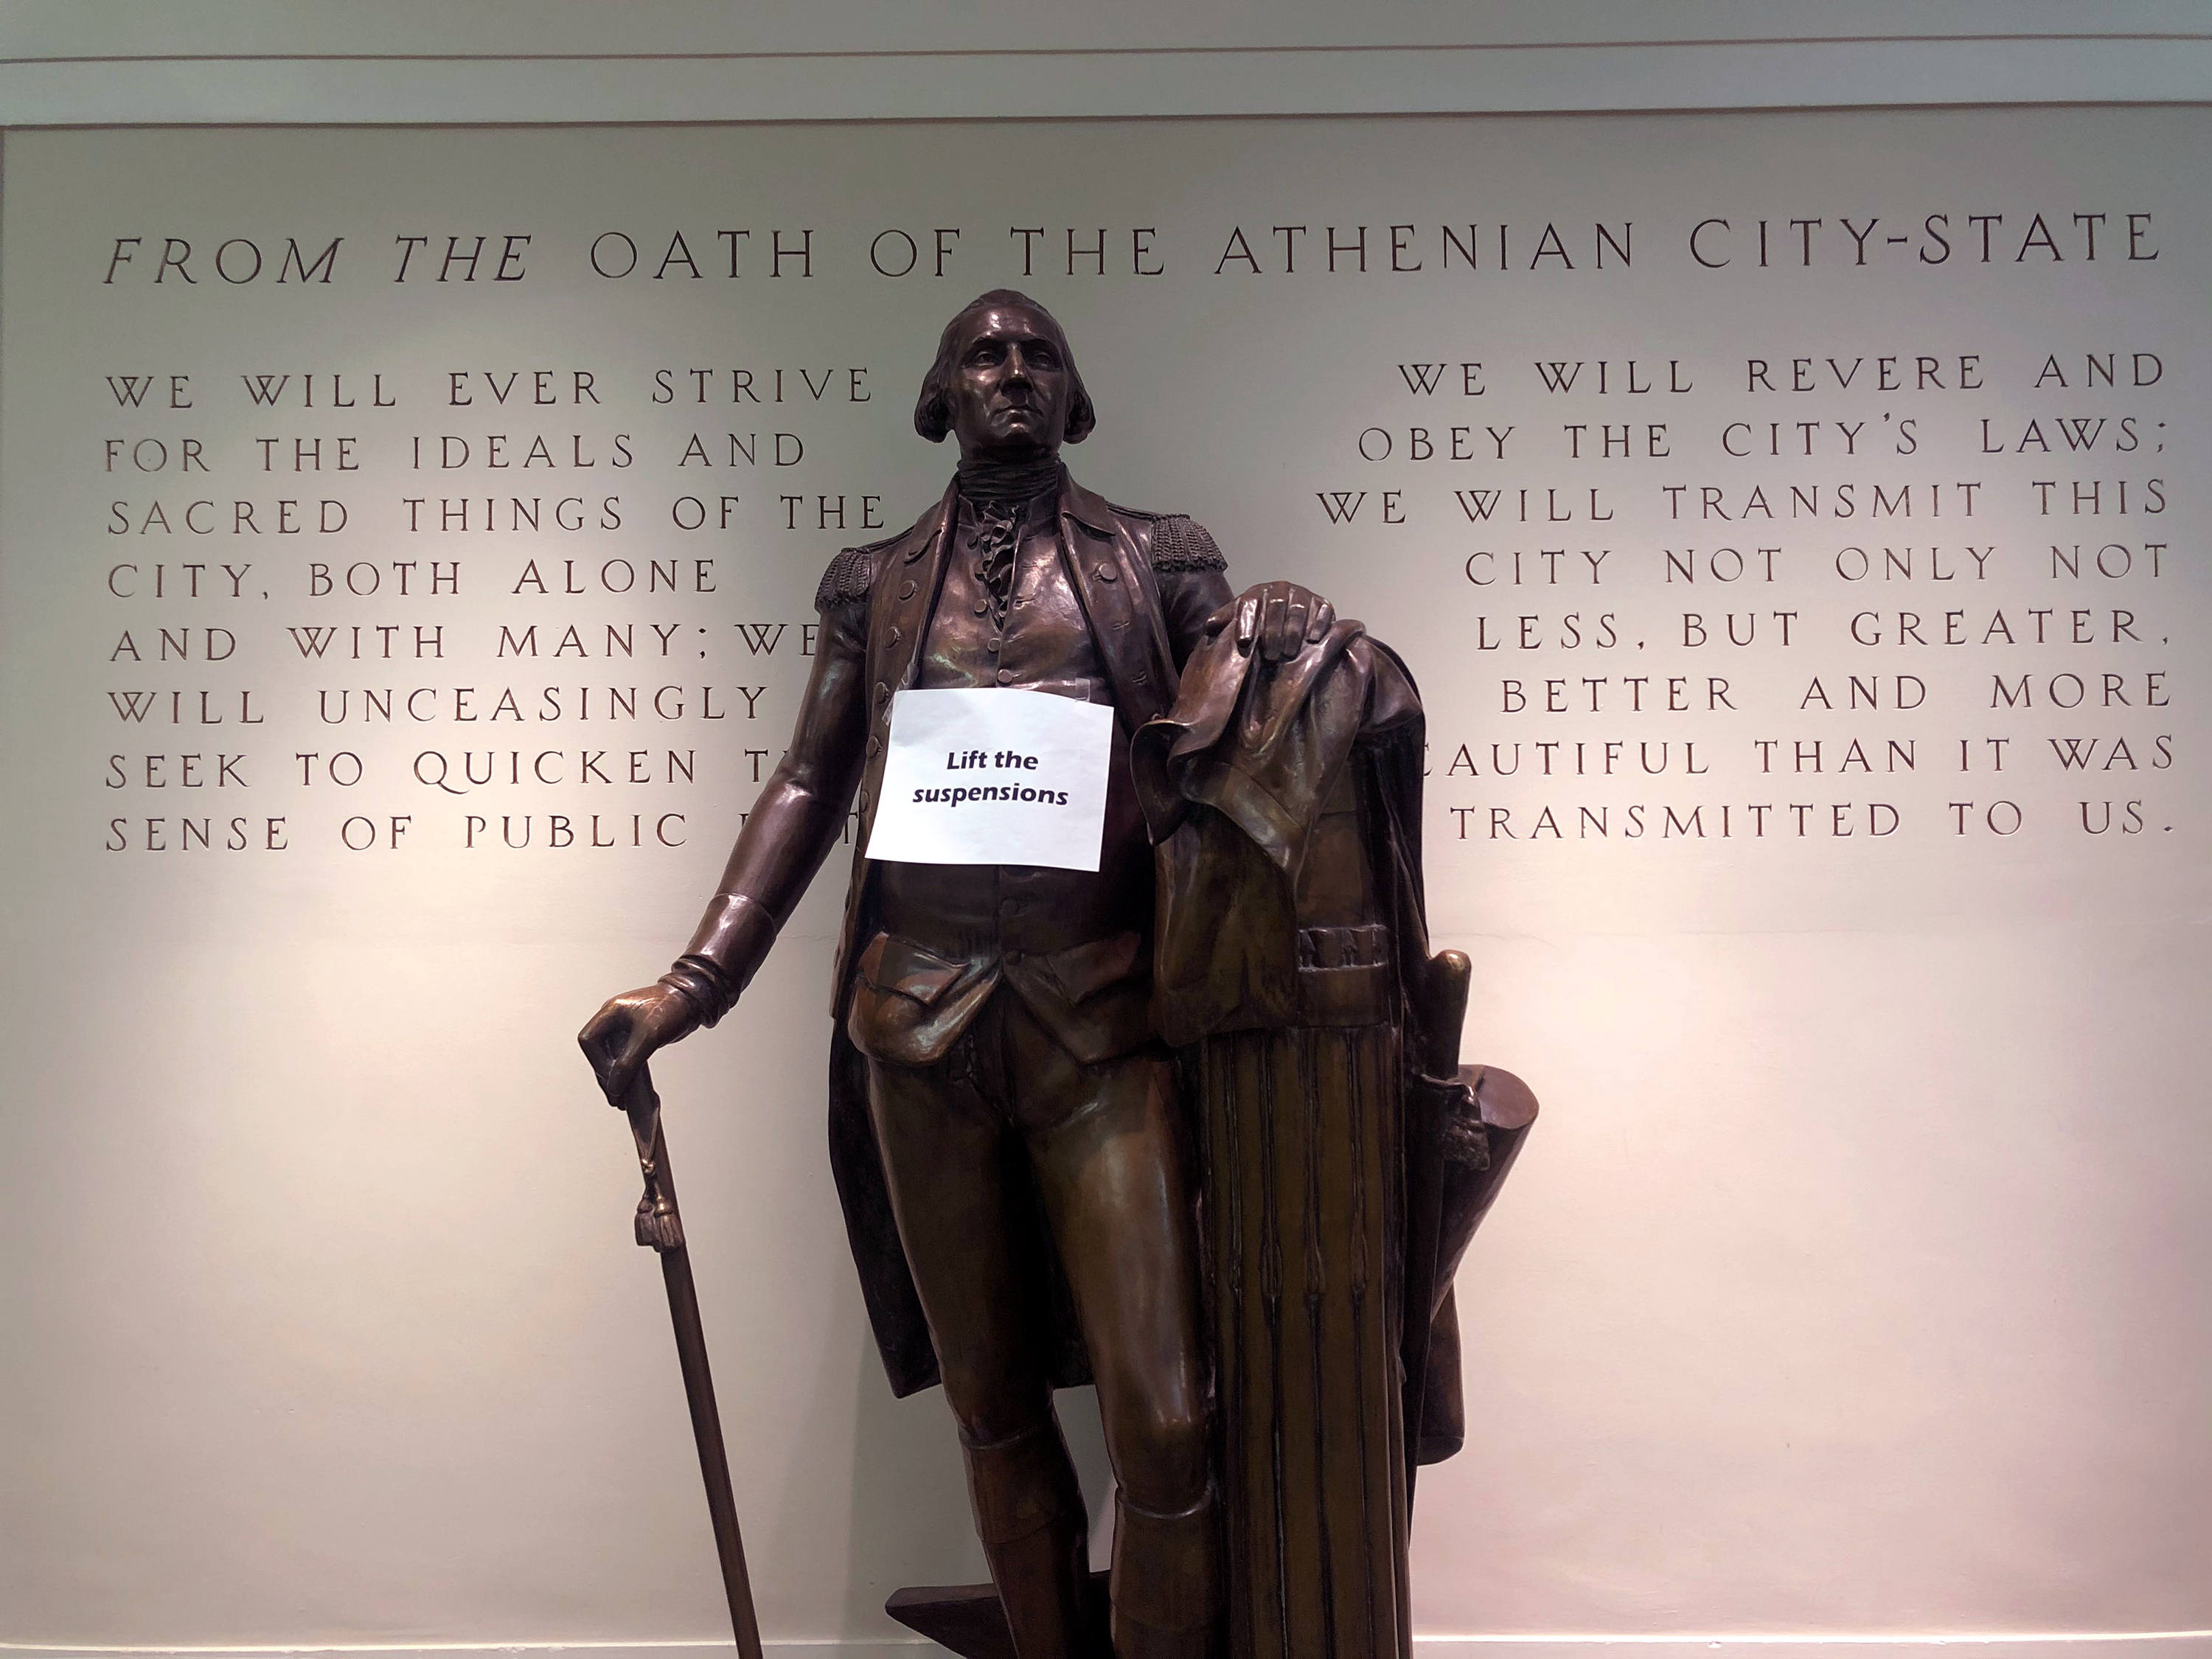 FROM THE OATH OF THE ATHENIAN CITY-STATE
WE WILL EVER STRIVE
FOR THE IDEALS AND
SACRED THINGS OF THE
CITY, BOTH ALONE
AND WITH MANY; WE
WILL UNCEASINGLY
SEEK TO QUICKEN
SENSE OF PUBLIC
WE WILL REVERE AND
OBEY THE CITY'S LAWS;
WE WILL TRANSMIT THIS
CITY NOT ONLY NOT
LESS, BUT GREATER,
BETTER AND MORE
EAUTIFUL THAN IT WAS
TRANSMITTED TO US.
Lift the
suspensions